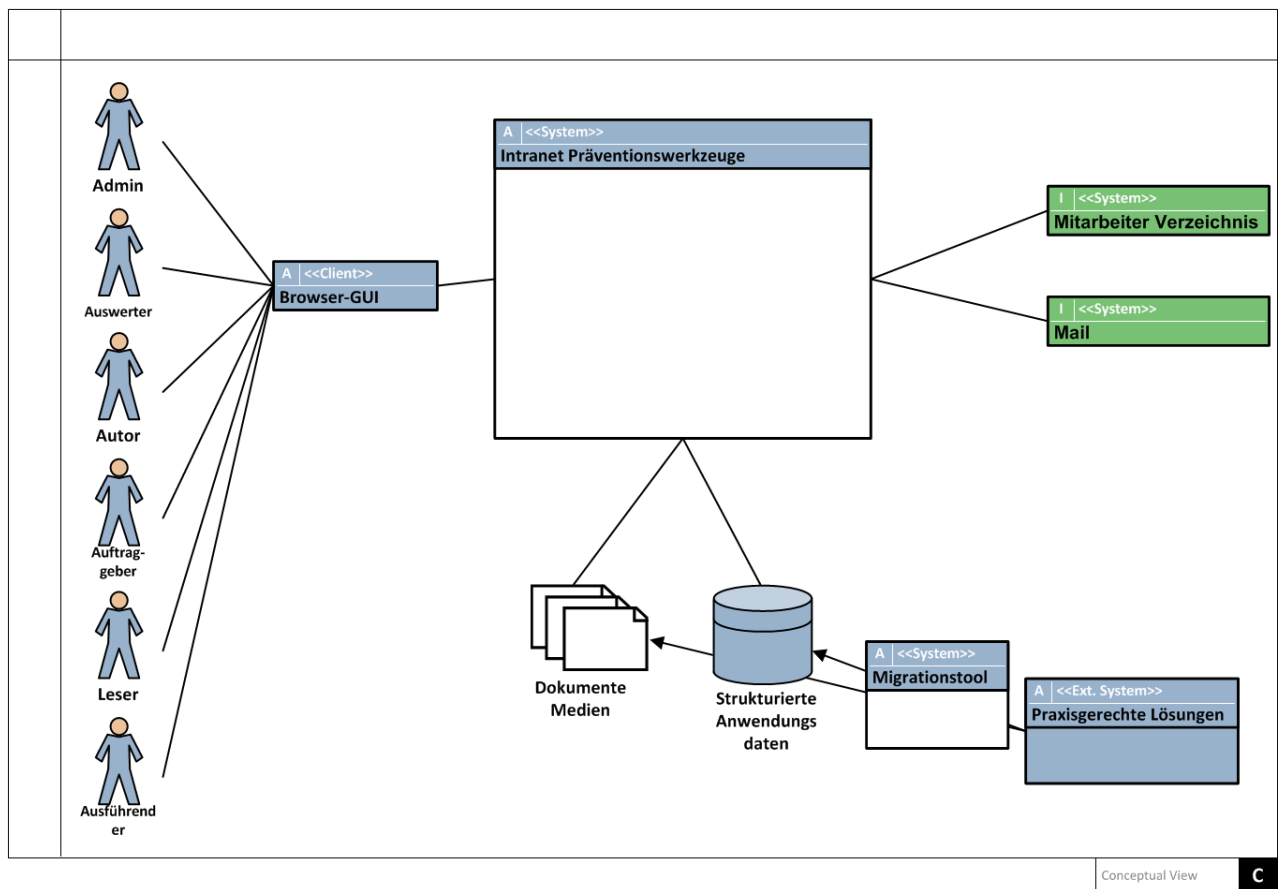 Admin
Auswerter
Autor
Auftrag-
geber
Leser
Ausführend
er
A <<Client>>
Browser-GUI
A <<System>>
Intranet Präventionswerkzeuge
I <<System>>
Mitarbeiter Verzeichnis
I <<System>>
Mail
Dokumente
Medien
Strukturierte
Anwendungs
daten
A <<System>>
Migrationstool
A <<Ext. System>>
Praxisgerechte Lösungen
Conceptual View
C